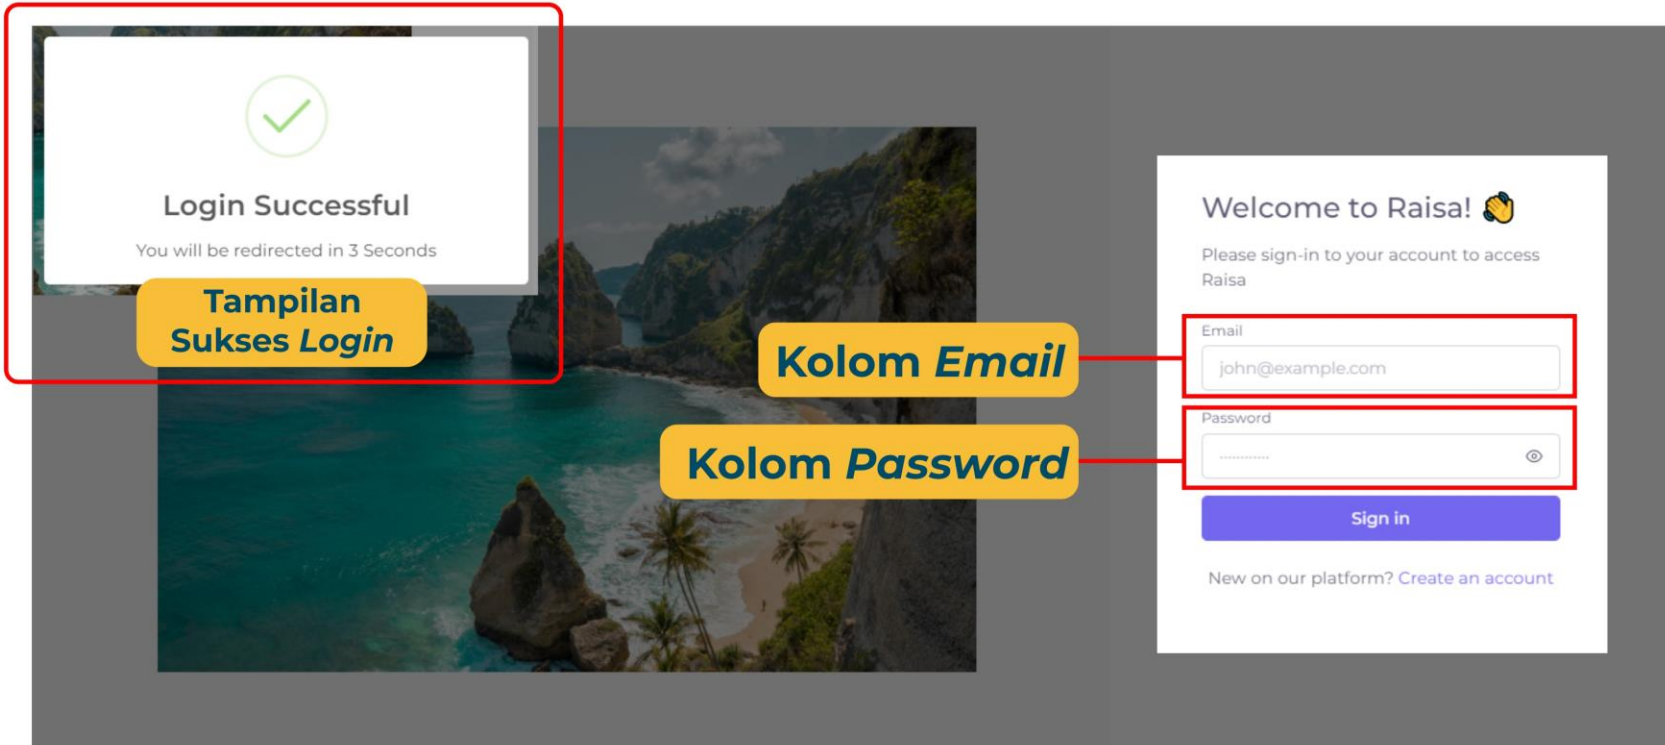 Login Successful
You will be redirected in 3 Seconds
Tampilan
Sukses Login
Kolom Email
Kolom Password
Welcome to Raisa! 👋
Please sign-in to your account to access
Raisa
Email
john@example.com
Password
············
Sign in
New on our platform? Create an account